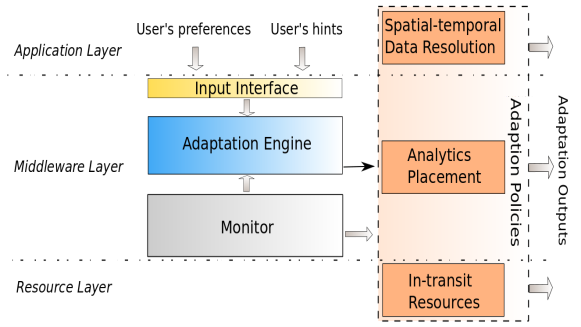 User's preferences
User's hints
Spatial-temporal
Data Resolution
Application Layer
Input Interface
Adaptation Engine
Middleware Layer
Analytics
Placement
Adaption Policies
Adaptation Outputs
Monitor
Resource Layer
In-transit
Resources